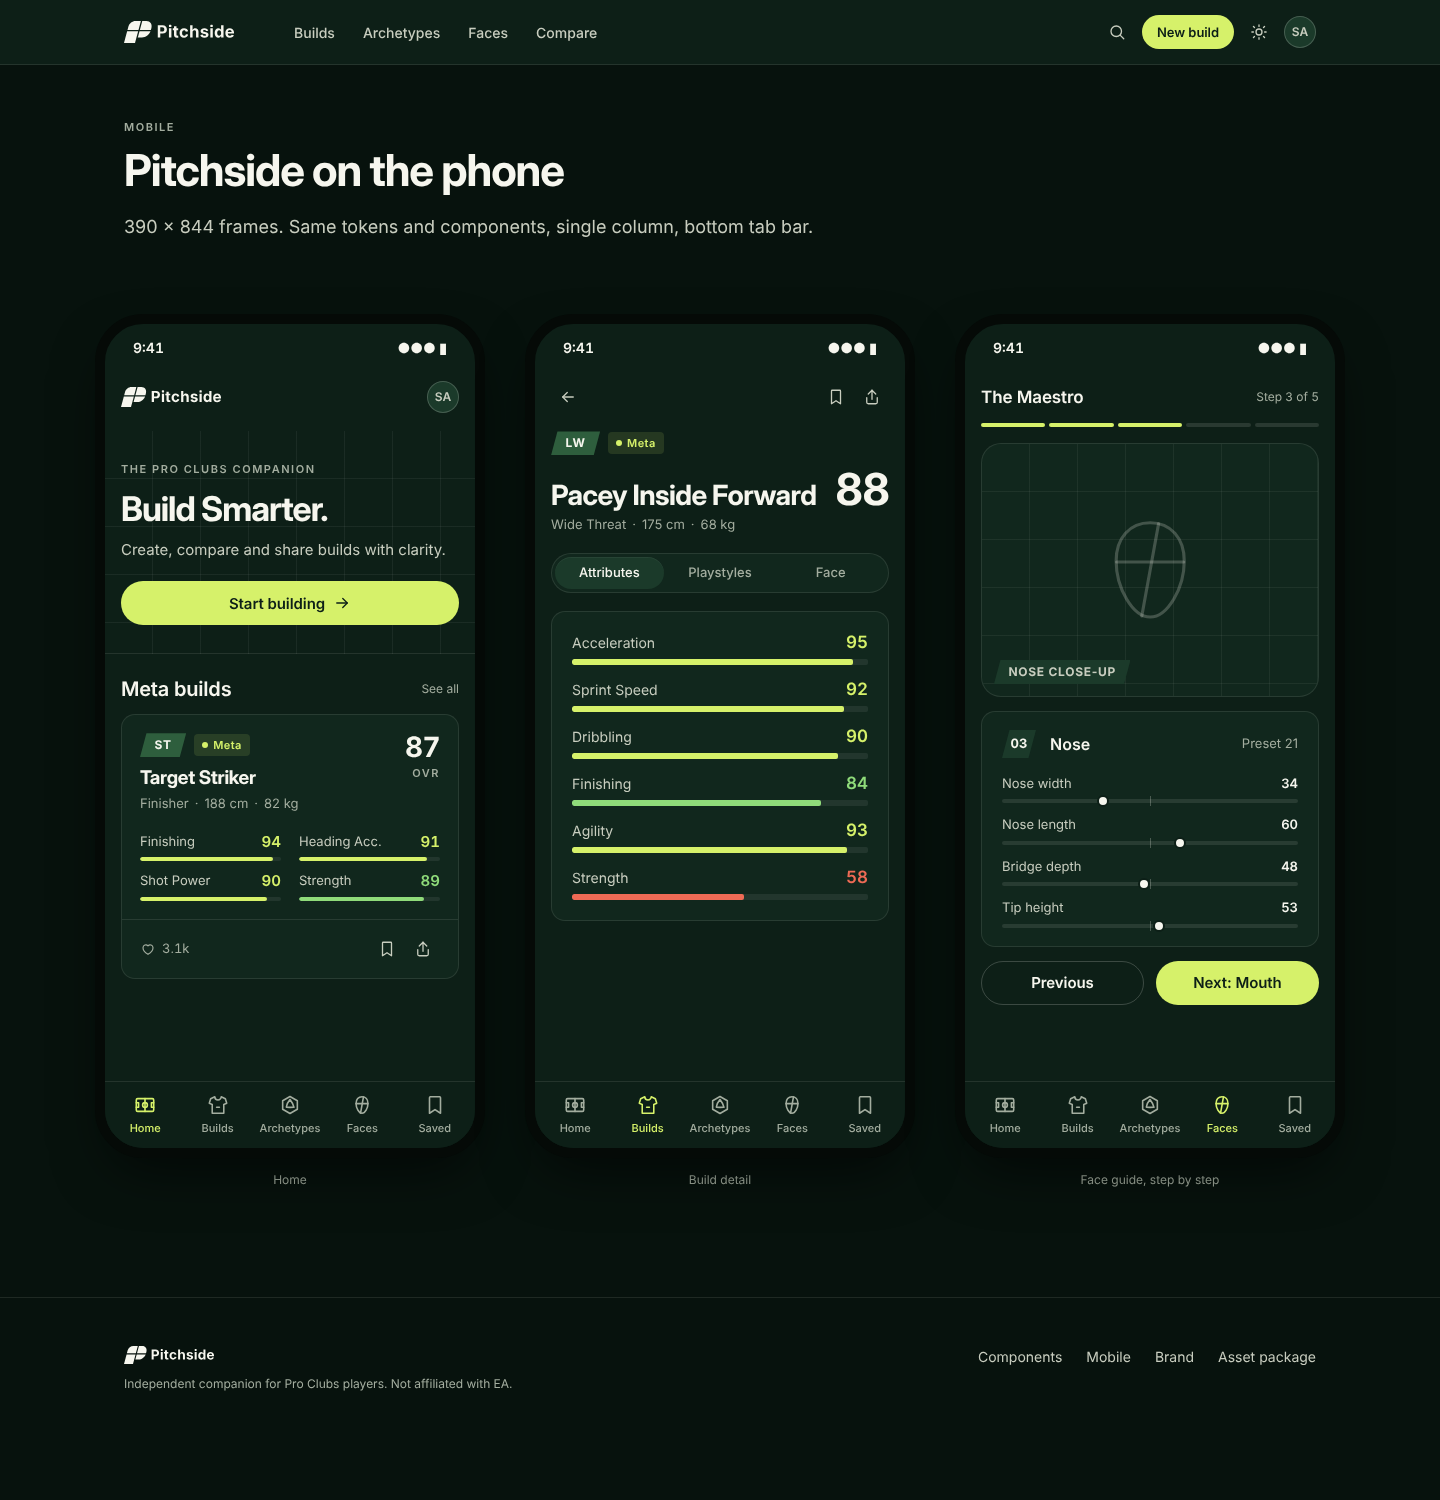 Pitchside
Builds Archetypes Faces Compare
New build
SA
MOBILE
Pitchside on the phone
390 × 844 frames. Same tokens and components, single column, bottom tab bar.
9:41
Pitchside
SA
THE PRO CLUBS COMPANION
Build Smarter.
Create, compare and share builds with clarity.
Start building
Meta builds See all
ST Meta 87
OVR
Target Striker
Finisher · 188 cm · 82 kg
Finishing 94 Heading Acc. 91
Shot Power 90 Strength 89
3.1k
Home Builds Archetypes Faces Saved
Home
9:41
LW Meta
Pacey Inside Forward 88
Wide Threat · 175 cm · 68 kg
Attributes Playstyles Face
Acceleration 95
Sprint Speed 92
Dribbling 90
Finishing 84
Agility 93
Strength 58
Home Builds Archetypes Faces Saved
Build detail
9:41
The Maestro Step 3 of 5
NOSE CLOSE-UP
03 Nose Preset 21
Nose width 34
Nose length 60
Bridge depth 48
Tip height 53
Previous Next: Mouth
Home Builds Archetypes Faces Saved
Face guide, step by step
Pitchside
Independent companion for Pro Clubs players. Not affiliated with EA.
Components Mobile Brand Asset package